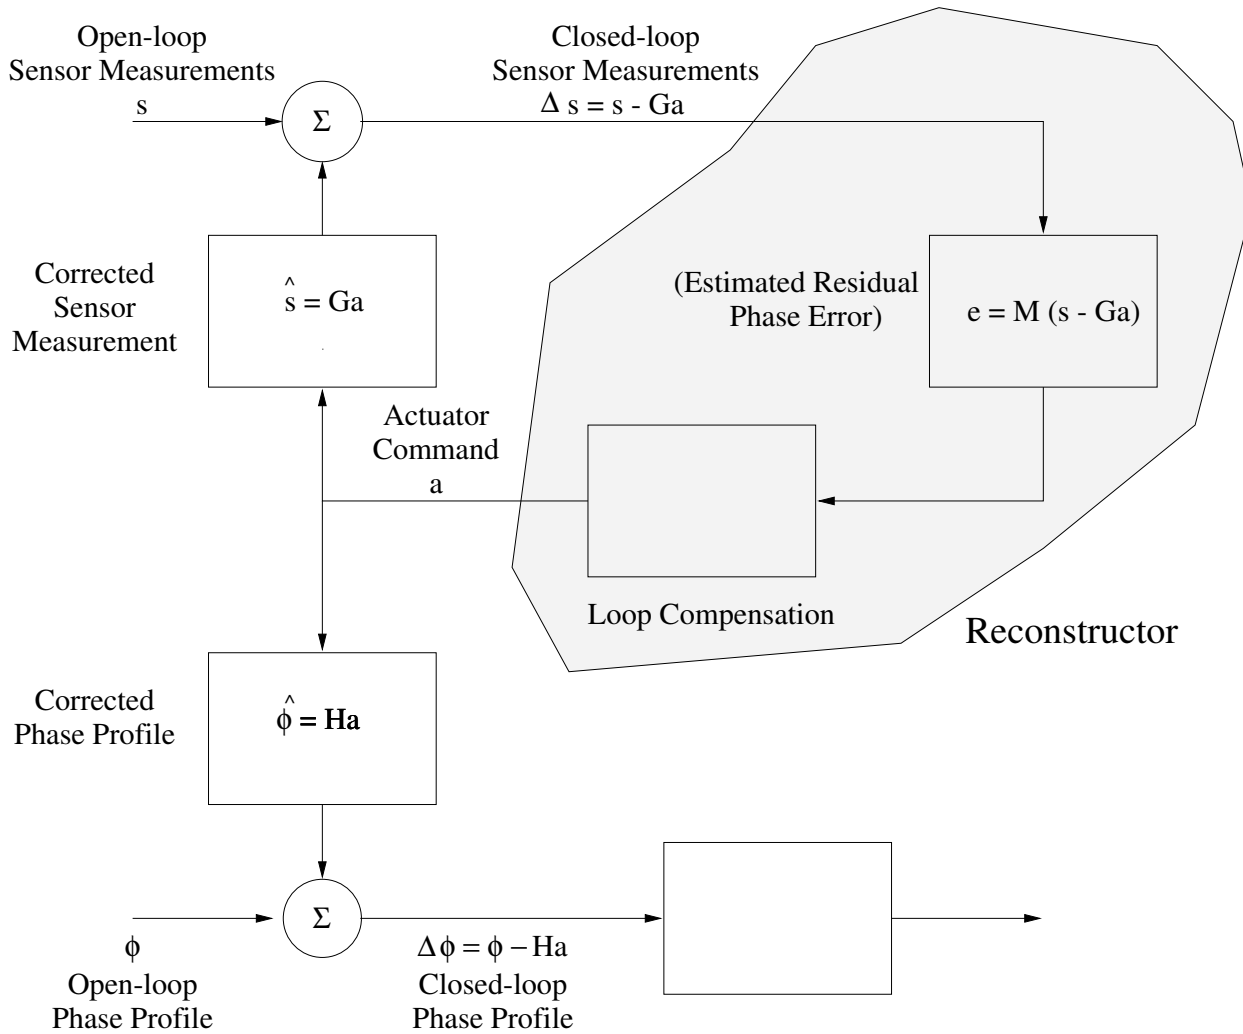 Open-loop
Sensor Measurements
s
Σ
Closed-loop
Sensor Measurements
Δ s = s - Ga
Corrected
Sensor
Measurement
^
s = Ga
(Estimated Residual
Phase Error)
e = M (s - Ga)
Actuator
Command
a
Loop Compensation
Reconstructor
Corrected
Phase Profile
^
ϕ = Ha
Σ
ϕ
Open-loop
Phase Profile
Δϕ = ϕ − Ha
Closed-loop
Phase Profile